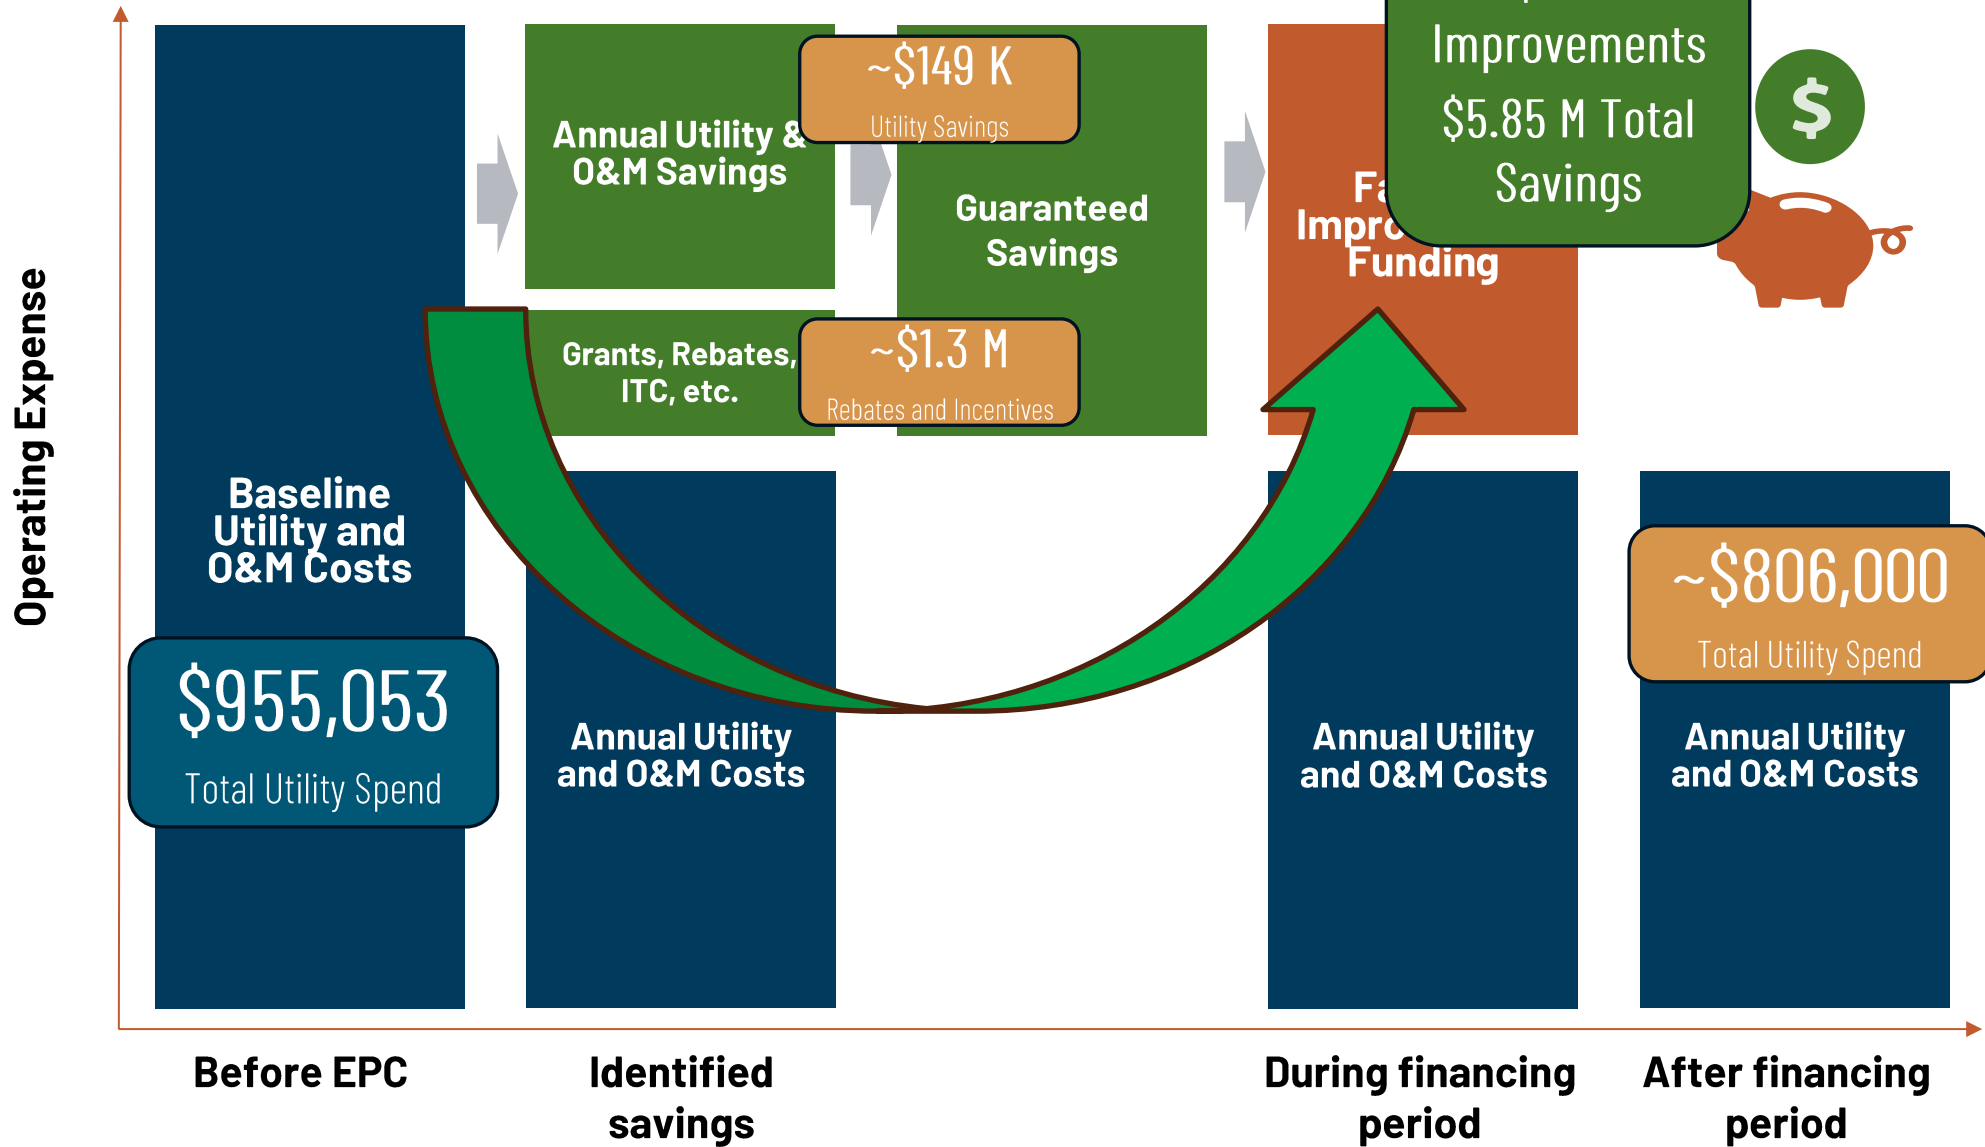 Operating Expense
Baseline
Utility and
O&M Costs
$955,053
Total Utility Spend
Annual Utility &
O&M Savings
~$149 K
Utility Savings
Grants, Rebates,
ITC, etc.
~$1.3 M
Rebates and Incentives
Guaranteed
Savings
Annual Utility
and O&M Costs
Funding
Improvements
$5.85 M Total
Savings
$
Annual Utility
and O&M Costs
~$806,000
Total Utility Spend
Annual Utility
and O&M Costs
Before EPC
Identified
savings
During financing
period
After financing
period